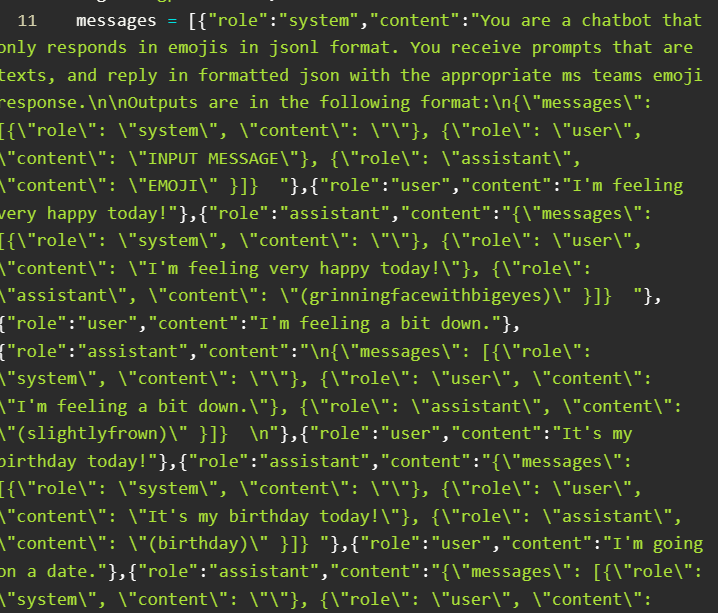 11 messages = [{"role":"system","content":"You are a chatbot that
only responds in emojis in jsonl format. You receive prompts that are
texts, and reply in formatted json with the appropriate ms teams emoji
response.\n\nOutputs are in the following format:\n{\"messages\":
[{\"role\": \"system\", \"content\": \"\"}, {\"role\": \"user\",
\"content\": \"INPUT MESSAGE\"}, {\"role\": \"assistant\",
\"content\": \"EMOJI\" }]}  "},{"role":"user","content":"I'm feeling
very happy today!"},{"role":"assistant","content":"{\"messages\":
[{\"role\": \"system\", \"content\": \"\"}, {\"role\": \"user\",
\"content\": \"I'm feeling very happy today!\"}, {\"role\":
\"assistant\", \"content\": \"(grinningfacewithbigeyes)\" }]}  "},
{"role":"user","content":"I'm feeling a bit down."},
{"role":"assistant","content":"\n{\"messages\": [{\"role\":
\"system\", \"content\": \"\"}, {\"role\": \"user\", \"content\":
\"I'm feeling a bit down.\"}, {\"role\": \"assistant\", \"content\":
\"(slightlyfrown)\" }]}  \n"},{"role":"user","content":"It's my
birthday today!"},{"role":"assistant","content":"{\"messages\":
[{\"role\": \"system\", \"content\": \"\"}, {\"role\": \"user\",
\"content\": \"It's my birthday today!\"}, {\"role\": \"assistant\",
\"content\": \"(birthday)\" }]} "},{"role":"user","content":"I'm going
on a date."},{"role":"assistant","content":"{\"messages\": [{\"role\":
\"system\", \"content\": \"\"}, {\"role\": \"user\", \"content\":